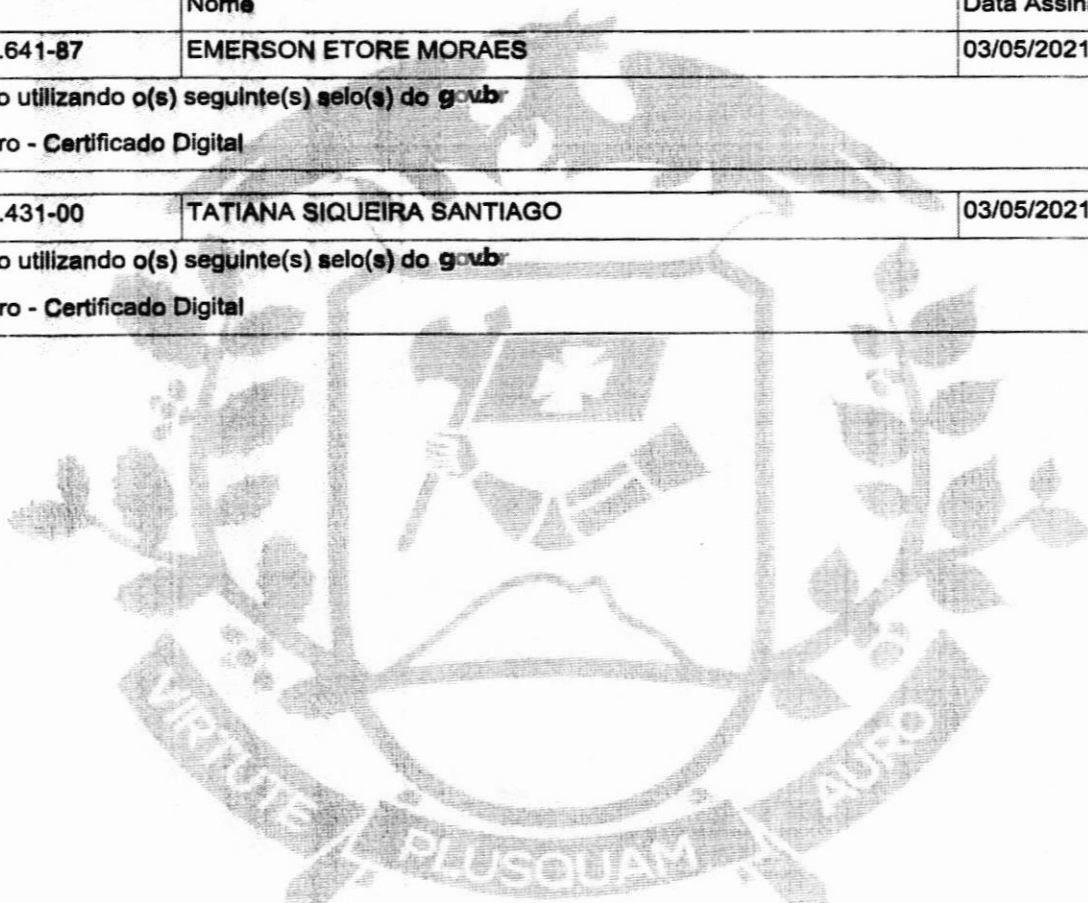 Nome Data Assin
.641-87 EMERSON ETORE MORAES 03/05/2021
o utilizando o(s) seguinte(s) selo(s) do gov.br
ro - Certificado Digital
.431-00 TATIANA SIQUEIRA SANTIAGO 03/05/2021
o utilizando o(s) seguinte(s) selo(s) do gov.br
ro - Certificado Digital
VIRTUTE PLUSQUAM AURO